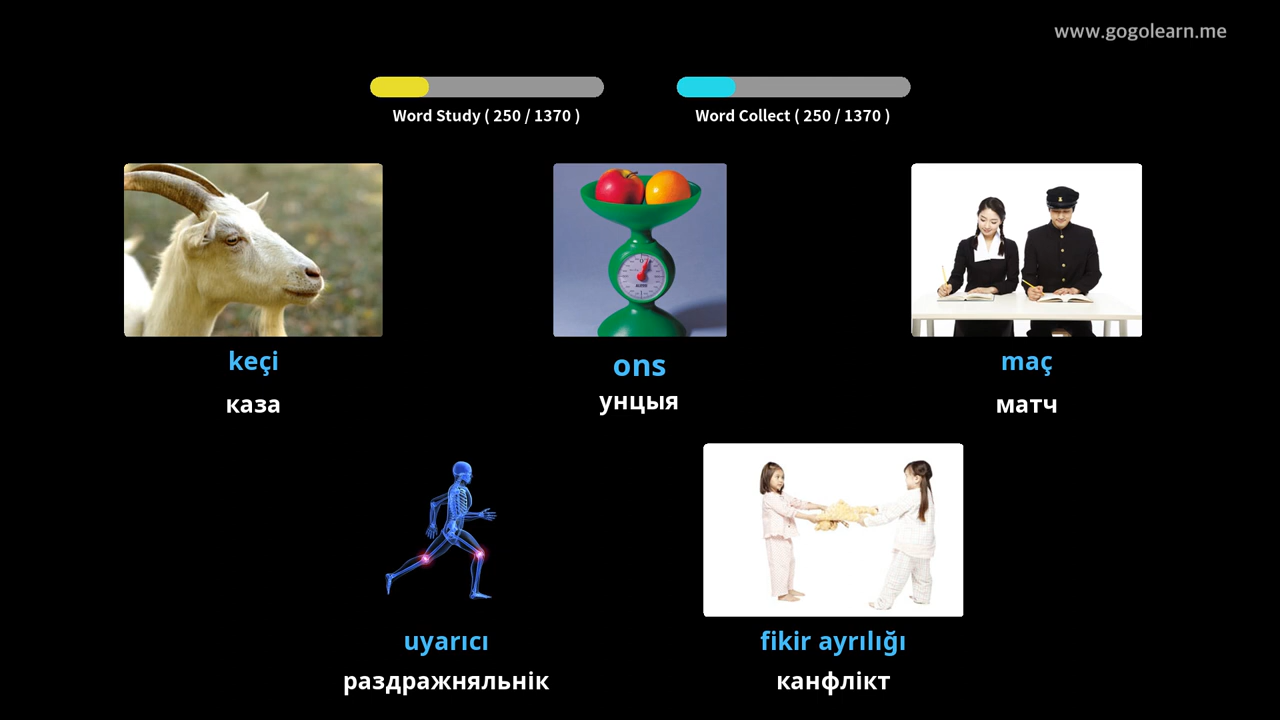 www.gogolearn.me
Word Study ( 250 / 1370 )
Word Collect ( 250 / 1370 )
keçi
ons
maç
каза
унцыя
матч
uyarıcı
fikir ayrılığı
раздражняльнік
канфлікт